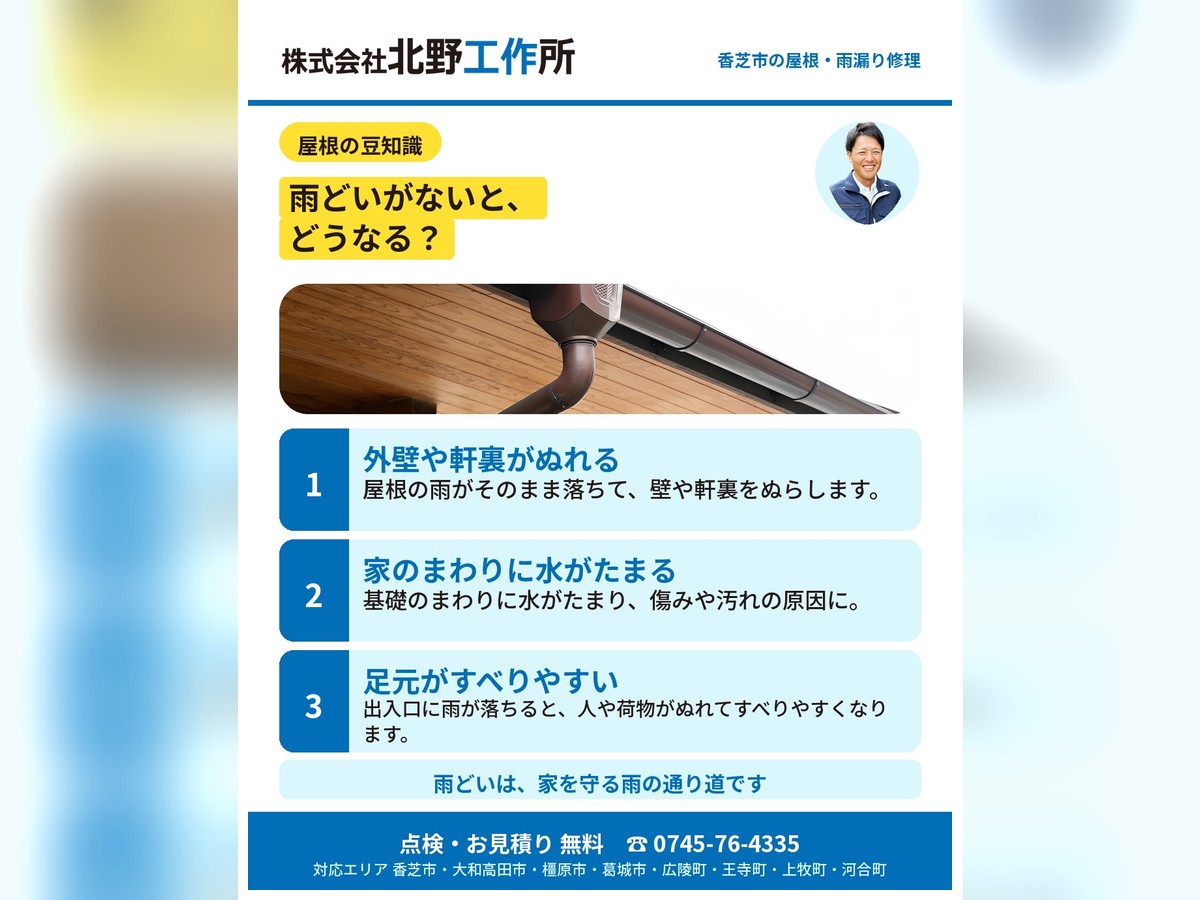 株式会社北野工作所
香芝市の屋根・雨漏り修理
屋根の豆知識
雨どいがないと、
どうなる？
1
外壁や軒裏がぬれる
屋根の雨がそのまま落ちて、壁や軒裏をぬらします。
2
家のまわりに水がたまる
基礎のまわりに水がたまり、傷みや汚れの原因に。
3
足元がすべりやすい
出入口に雨が落ちると、人や荷物がぬれてすべりやすくなり
ます。
雨どいは、家を守る雨の通り道です
点検・お見積り 無料 ☎ 0745-76-4335
対応エリア 香芝市・大和高田市・橿原市・葛城市・広陵町・王寺町・上牧町・河合町